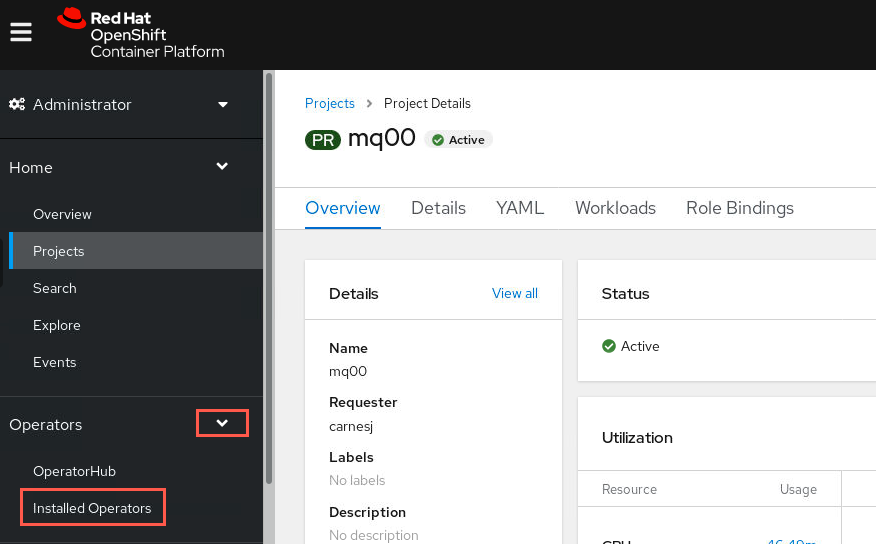 Red Hat
OpenShift
Container Platform
Administrator
Home
Overview
Projects
Search
Explore
Events
Operators
OperatorHub
Installed Operators
Projects > Project Details
PR mq00 Active
Overview Details YAML Workloads Role Bindings
Details View all
Name
mq00
Requester
carnesj
Labels
No labels
Description
No description
Status
Active
Utilization
Resource Usage